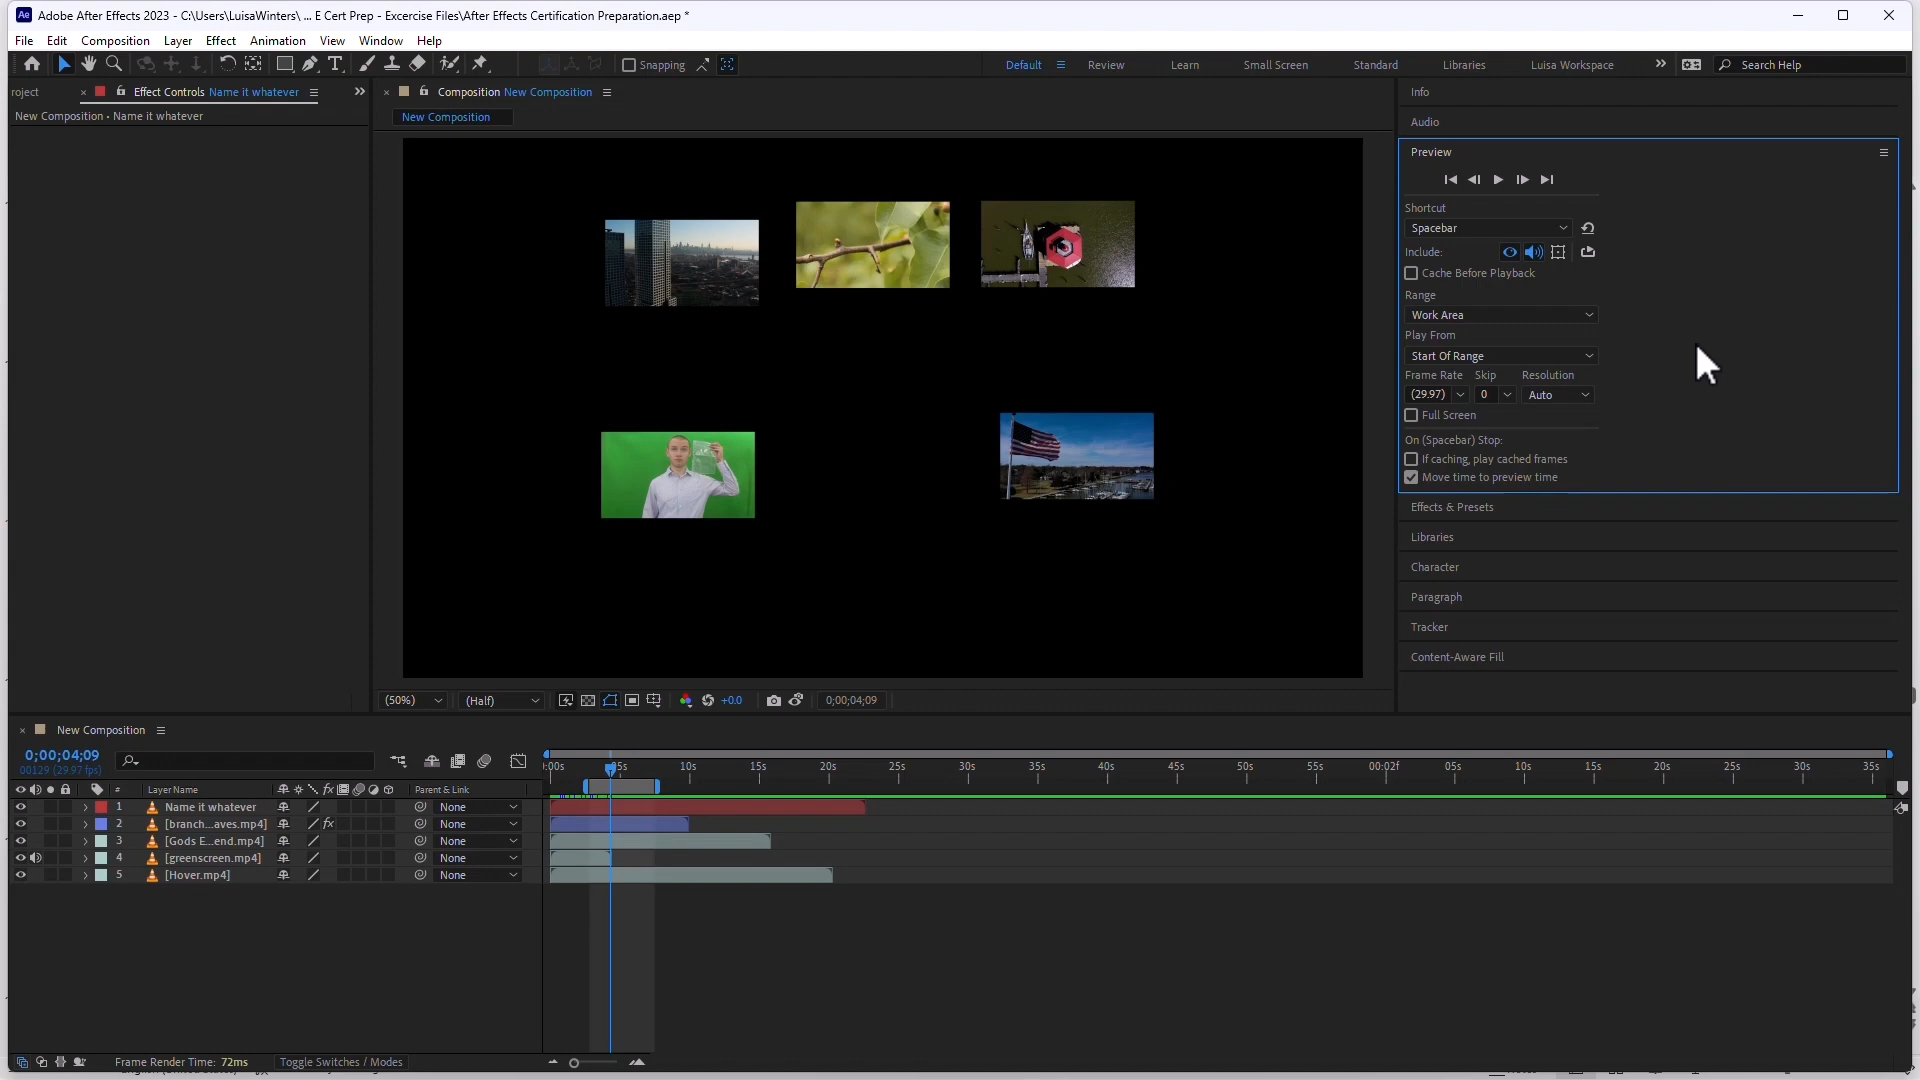 Adobe After Effects 2023 - C:\Users\LuisaWinters\ ... E Cert Prep - Excercise Files\After Effects Certification Preparation.aep *
File Edit Composition Layer Effect Animation View Window Help
Snapping Default Review Learn Small Screen Standard Libraries Luisa Workspace Search Help
roject Effect Controls Name it whatever Composition New Composition Info
New Composition • Name it whatever New Composition Audio
Preview
Shortcut
Spacebar
Include:
Cache Before Playback
Range
Work Area
Play From
Start Of Range
Frame Rate Skip Resolution
(29.97) 0 Auto
Full Screen
On (Spacebar) Stop:
If caching, play cached frames
Move time to preview time
Effects & Presets
Libraries
Character
Paragraph
Tracker
Content-Aware Fill
(50%) (Half) +0.0 0;00;04;09
New Composition
0;00;04;09
00129 (29.97 fps)
:00s 05s 10s 15s 20s 25s 30s 35s 40s 45s 50s 55s 00:02f 05s 10s 15s 20s 25s 30s 35s
# Layer Name fx Parent & Link
1 Name it whatever None
2 [branch...aves.mp4] fx None
3 [Gods E...end.mp4] None
4 [greenscreen.mp4] None
5 [Hover.mp4] None
Frame Render Time: 72ms Toggle Switches / Modes